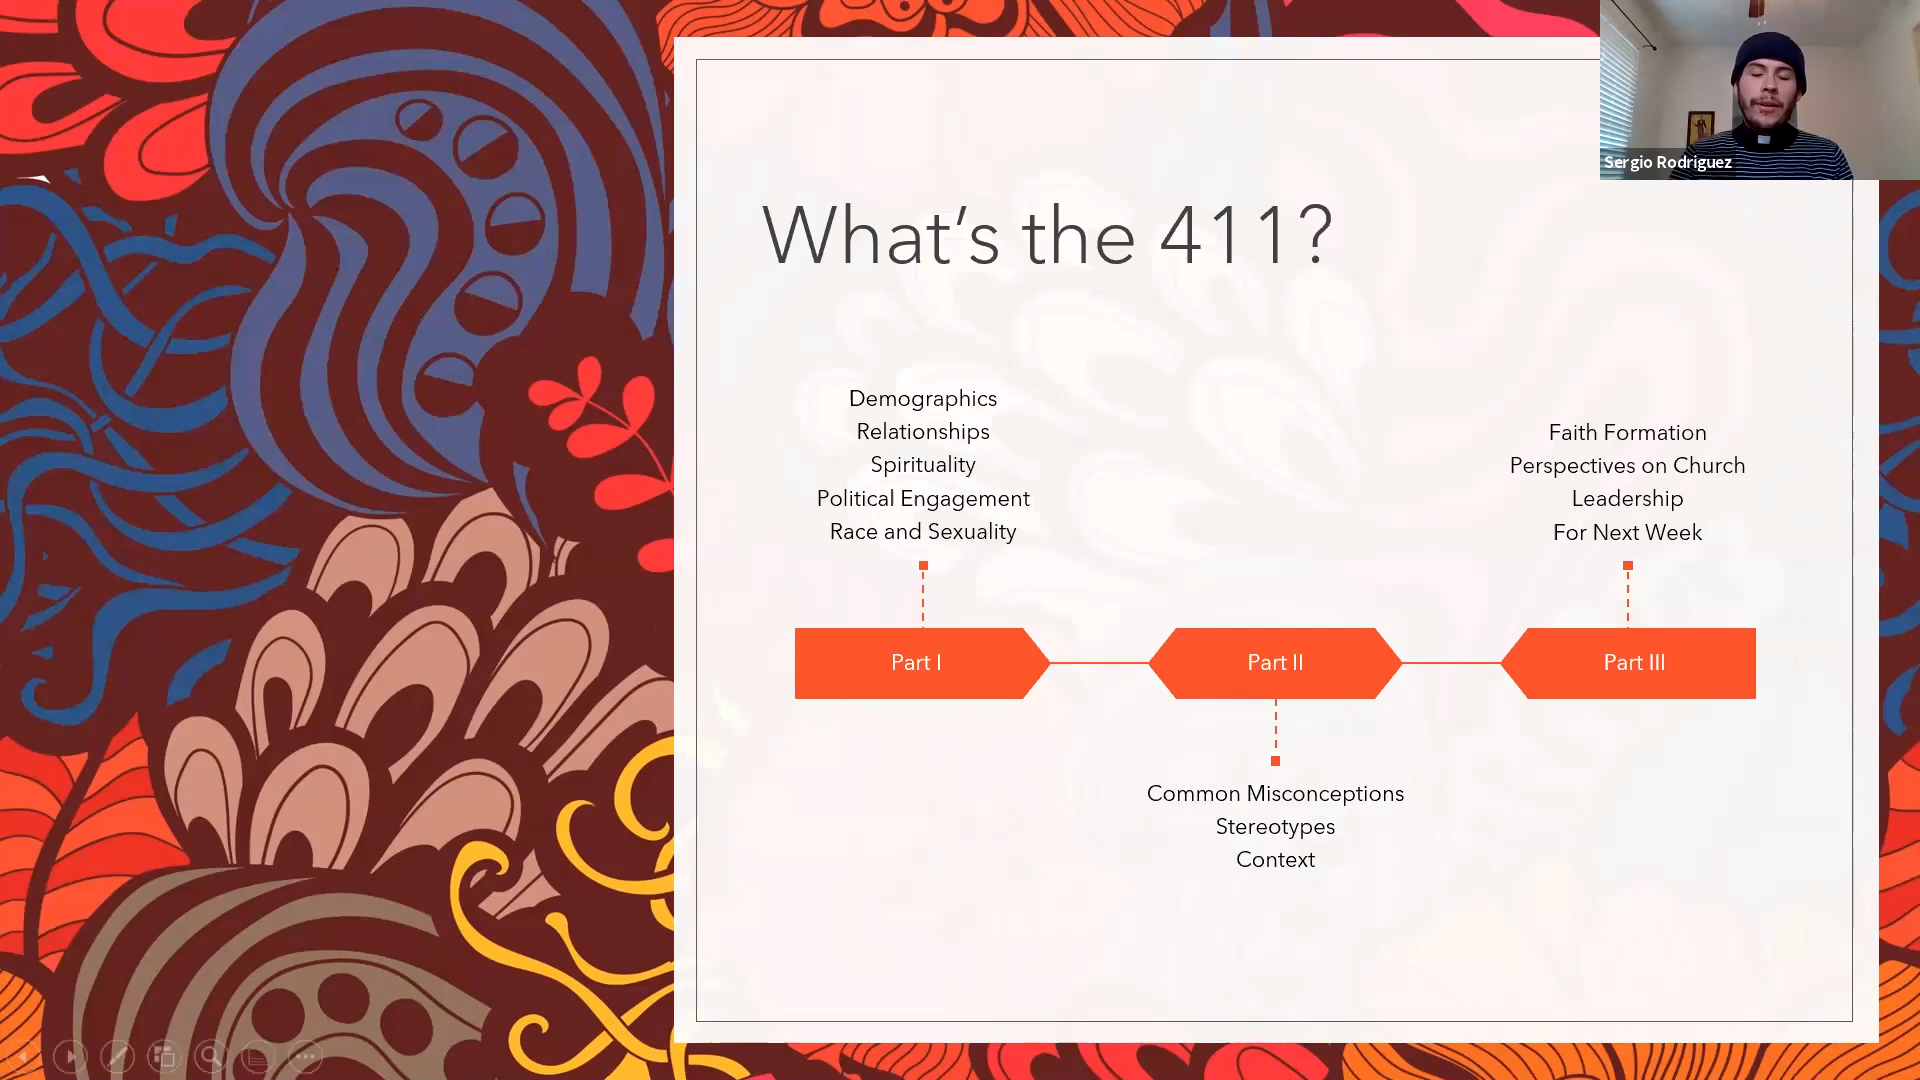 Sergio Rodriguez
What's the 411?
Demographics
Relationships
Spirituality
Political Engagement
Race and Sexuality
Faith Formation
Perspectives on Church
Leadership
For Next Week
Part I
Part II
Part III
Common Misconceptions
Stereotypes
Context